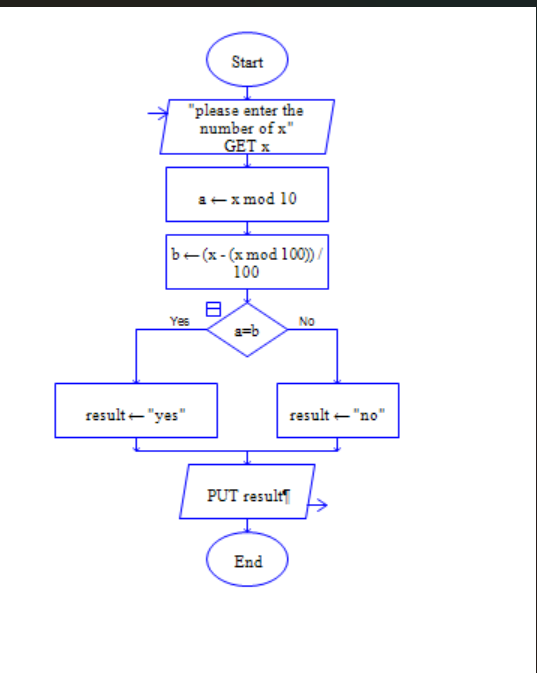 Start
"please enter the
number of x"
GET x
a ← x mod 10
b ← (x - (x mod 100)) /
100
Yes
a=b
No
result ← "yes"
result ← "no"
PUT result¶
End